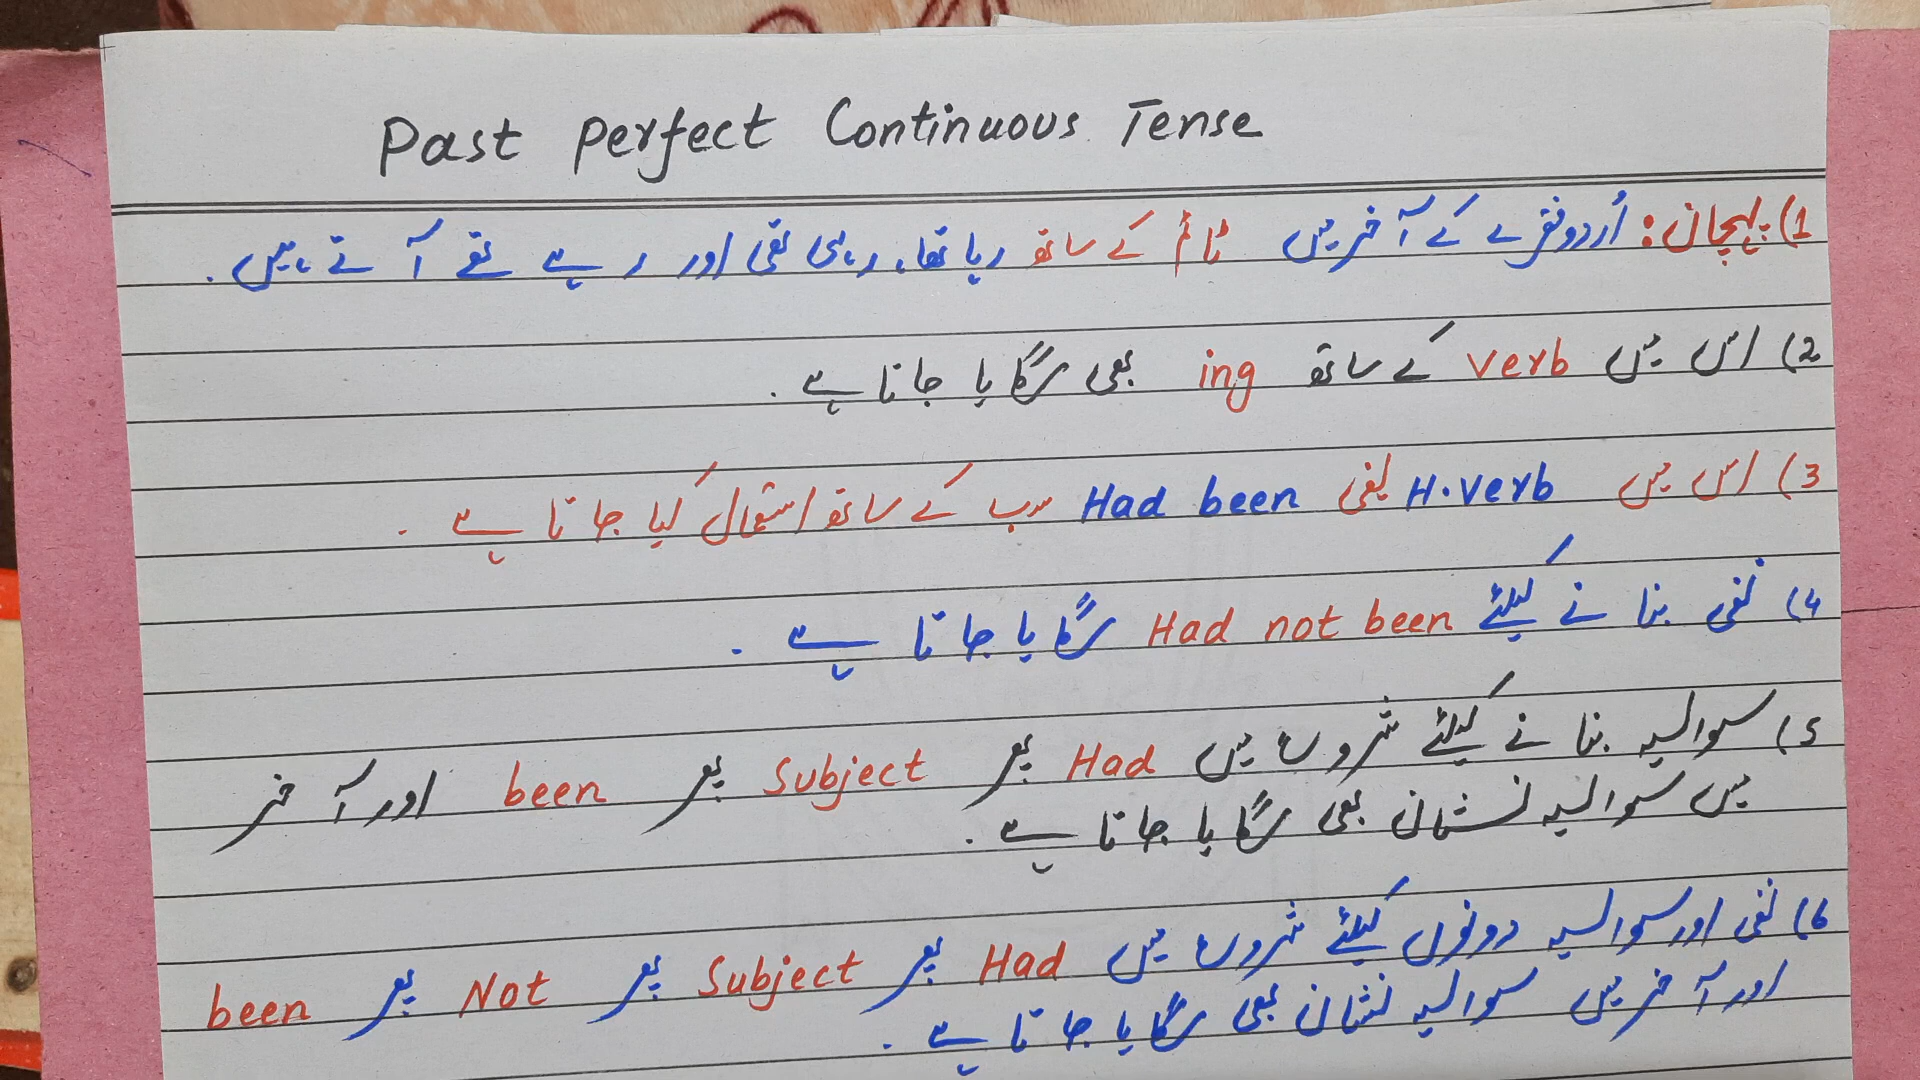 Past Perfect Continuous Tense
1) پہچان: اُردو فقرے کے آخر میں ٹائم کے ساتھ رہا تھا، رہی تھی اور رہے تھے آتے ہیں۔
2) اس میں verb کے ساتھ ing بھی لگایا جاتا ہے۔
3) اس میں H.verb یعنی Had been سب کے ساتھ استعمال کیا جاتا ہے۔
4) نفی بنانے کیلئے Had not been لگایا جاتا ہے۔
5) سوالیہ بنانے کیلئے شروع میں Had پھر Subject پھر been اور آخر
میں سوالیہ نشان بھی لگایا جاتا ہے۔
6) نفی اور سوالیہ دونوں کیلئے شروع میں Had پھر Subject پھر Not پھر been
اور آخر میں سوالیہ نشان بھی لگایا جاتا ہے۔